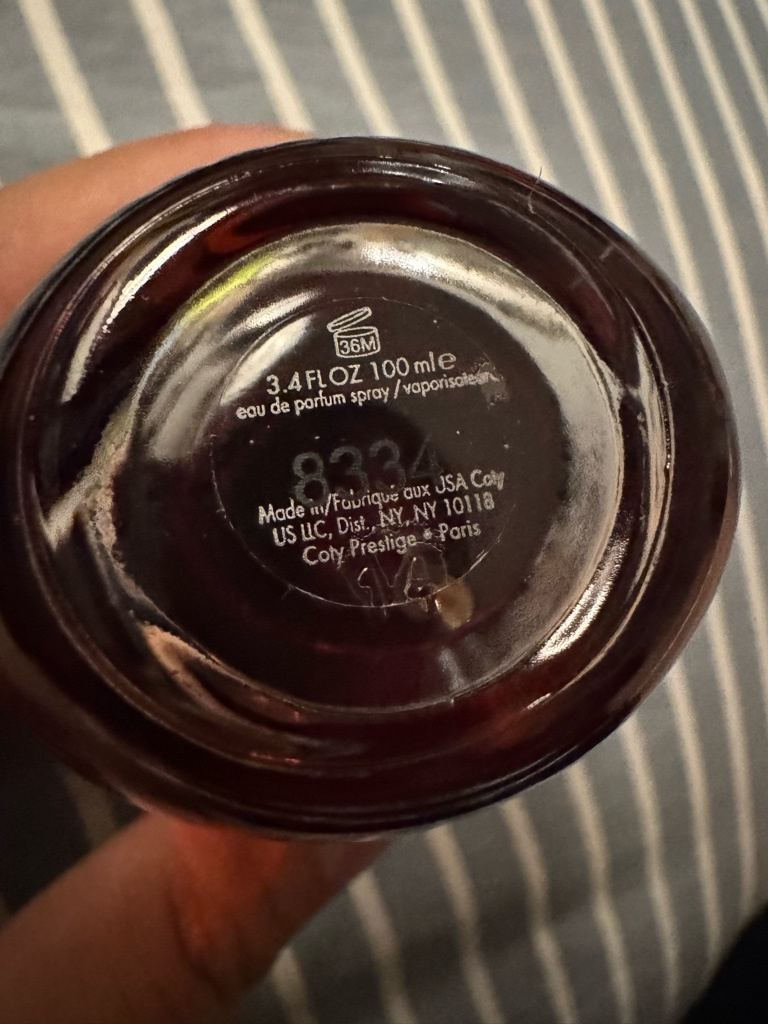 36M
3.4 FL OZ 100 ml e
eau de parfum spray / vaporisateur
8334
Made in/Fabriqué aux USA Coty
US LLC, Dist., NY, NY 10118
Coty Prestige • Paris